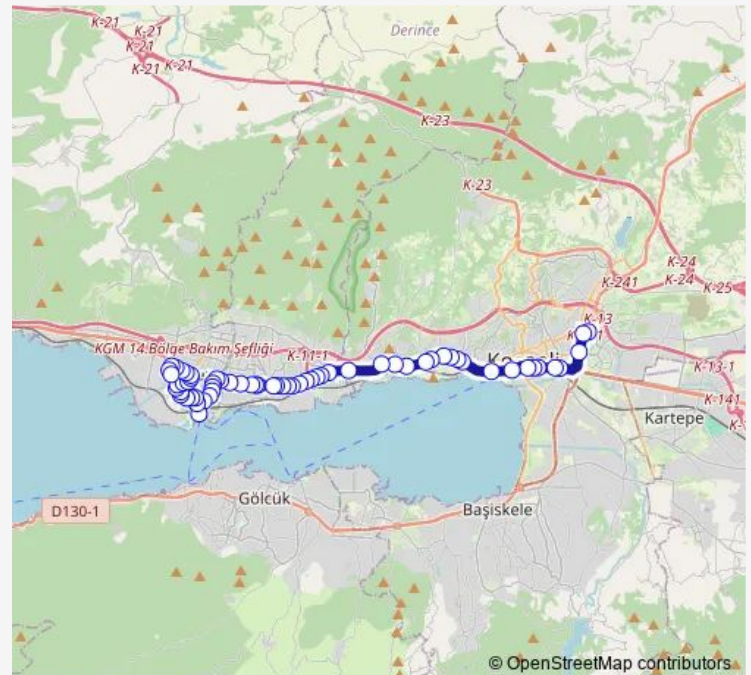 K-21
K-21
K-21
K-21
K-21
Derince
K-23
K-23
K-24
K-24
K-25
K-241
K-13
KGM 14.Bölge Bakım Şefliği
K-11-1
K-13-1
K-141
Kartepe
Gölcük
D130-1
Başiskele
© OpenStreetMap contributors